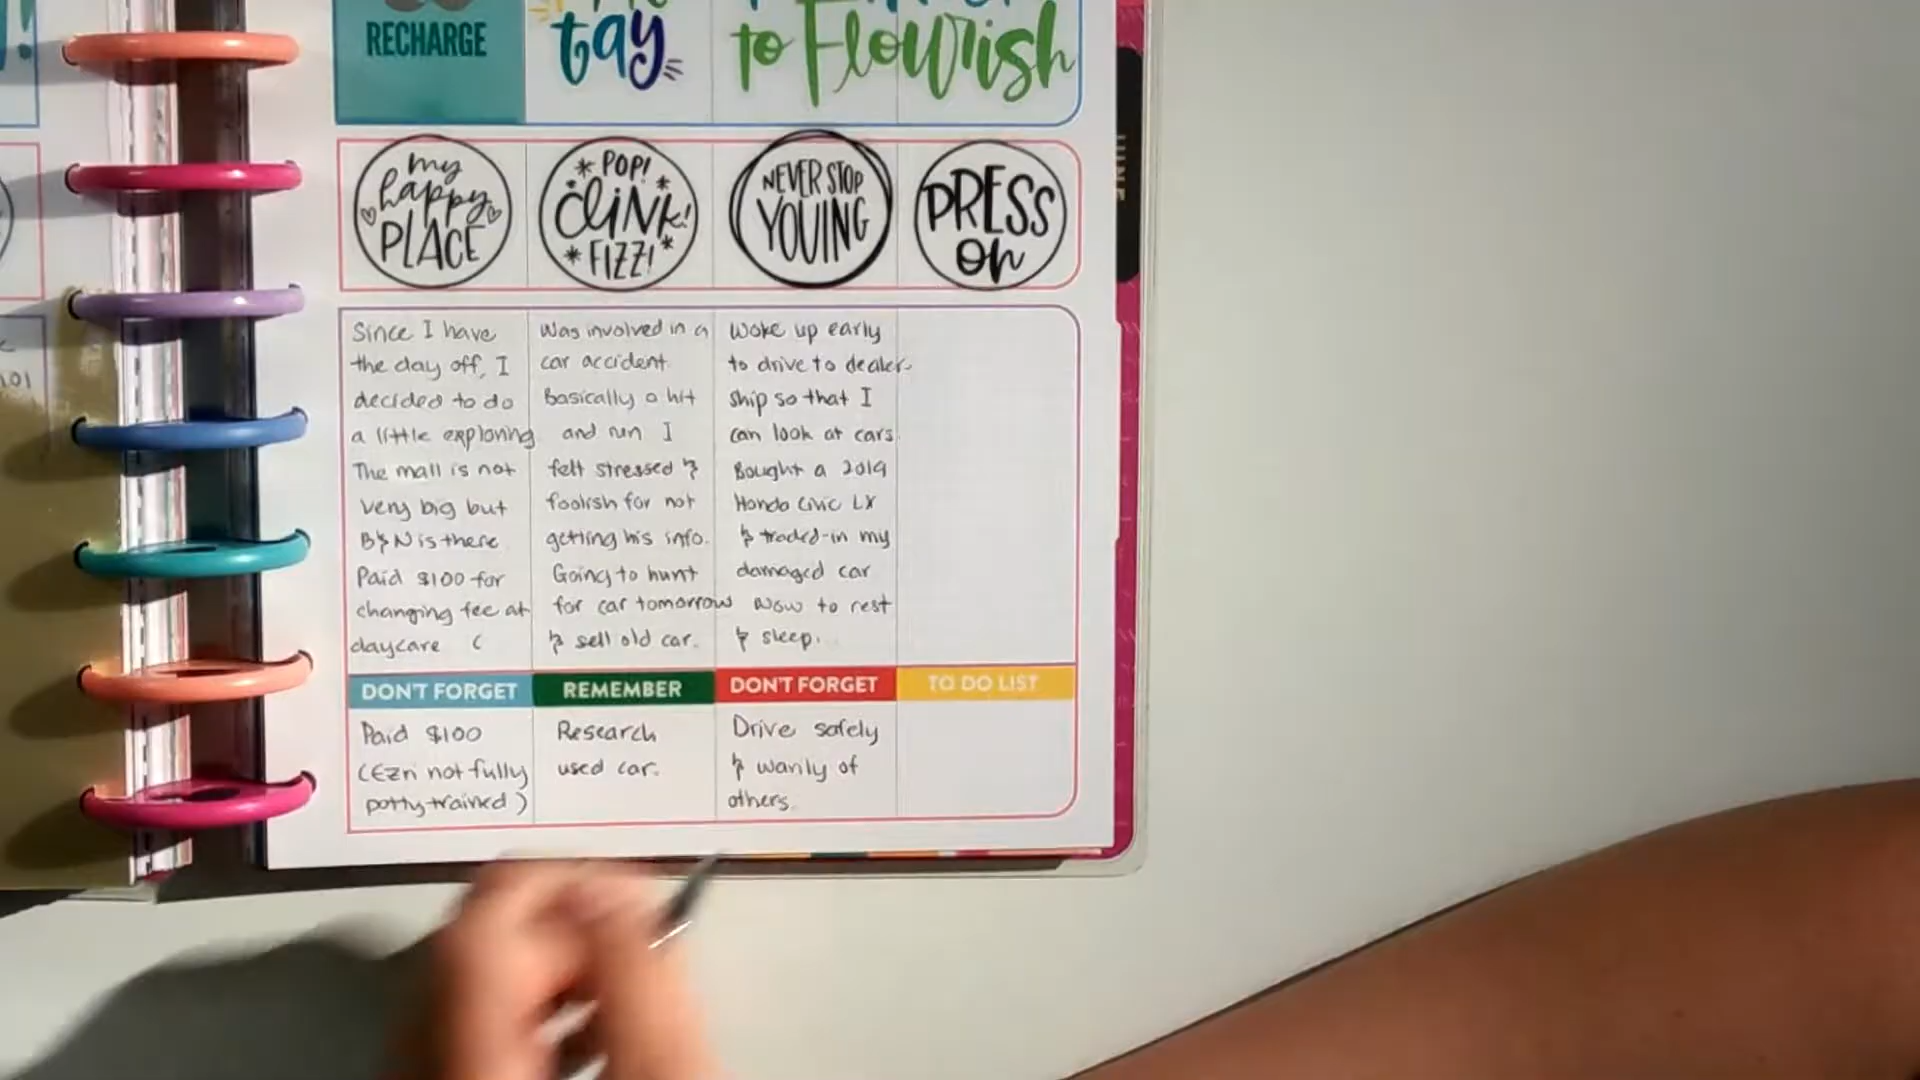 RECHARGE
tay
to Flourish
my
happy
PLACE
POP!
CLINK!
FIZZ!
NEVER STOP
YOUING
PRESS
on
Since I have
the day off, I
decided to do
a little exploring
The mall is not
very big but
B&N is there
Paid $100 for
changing fee at
daycare (
Was involved in a
car accident.
Basically a hit
and run I
felt stressed &
foolish for not
getting his info.
Going to hunt
for car tomorrow
& sell old car.
Woke up early
to drive to dealer-
ship so that I
can look at cars.
Bought a 2019
Honda Civic LX
& traded-in my
damaged car
Now to rest
& sleep.
DON'T FORGET
REMEMBER
DON'T FORGET
TO DO LIST
Paid $100
(Ezri not fully
potty trained)
Research
used car.
Drive safely
& warily of
others.
JUNE
101